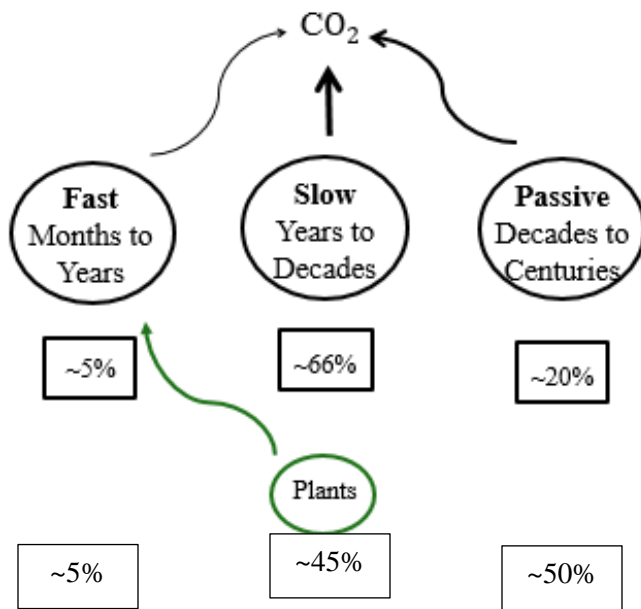 CO₂
Fast
Months to
Years
Slow
Years to
Decades
Passive
Decades to
Centuries
~5%
~66%
~20%
Plants
~5%
~45%
~50%